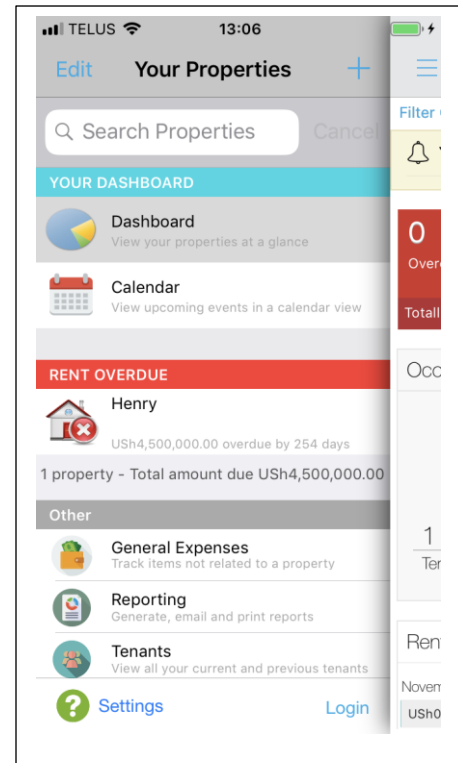 TELUS 13:06
Edit Your Properties +
Search Properties Cancel
YOUR DASHBOARD
Dashboard
View your properties at a glance
Calendar
View upcoming events in a calendar view
RENT OVERDUE
Henry
USh4,500,000.00 overdue by 254 days
1 property - Total amount due USh4,500,000.00
Other
General Expenses
Track items not related to a property
Reporting
Generate, email and print reports
Tenants
View all your current and previous tenants
? Settings Login
Filter
0
Over
Totall
Occ
1
Ter
Ren
Novem
USh0